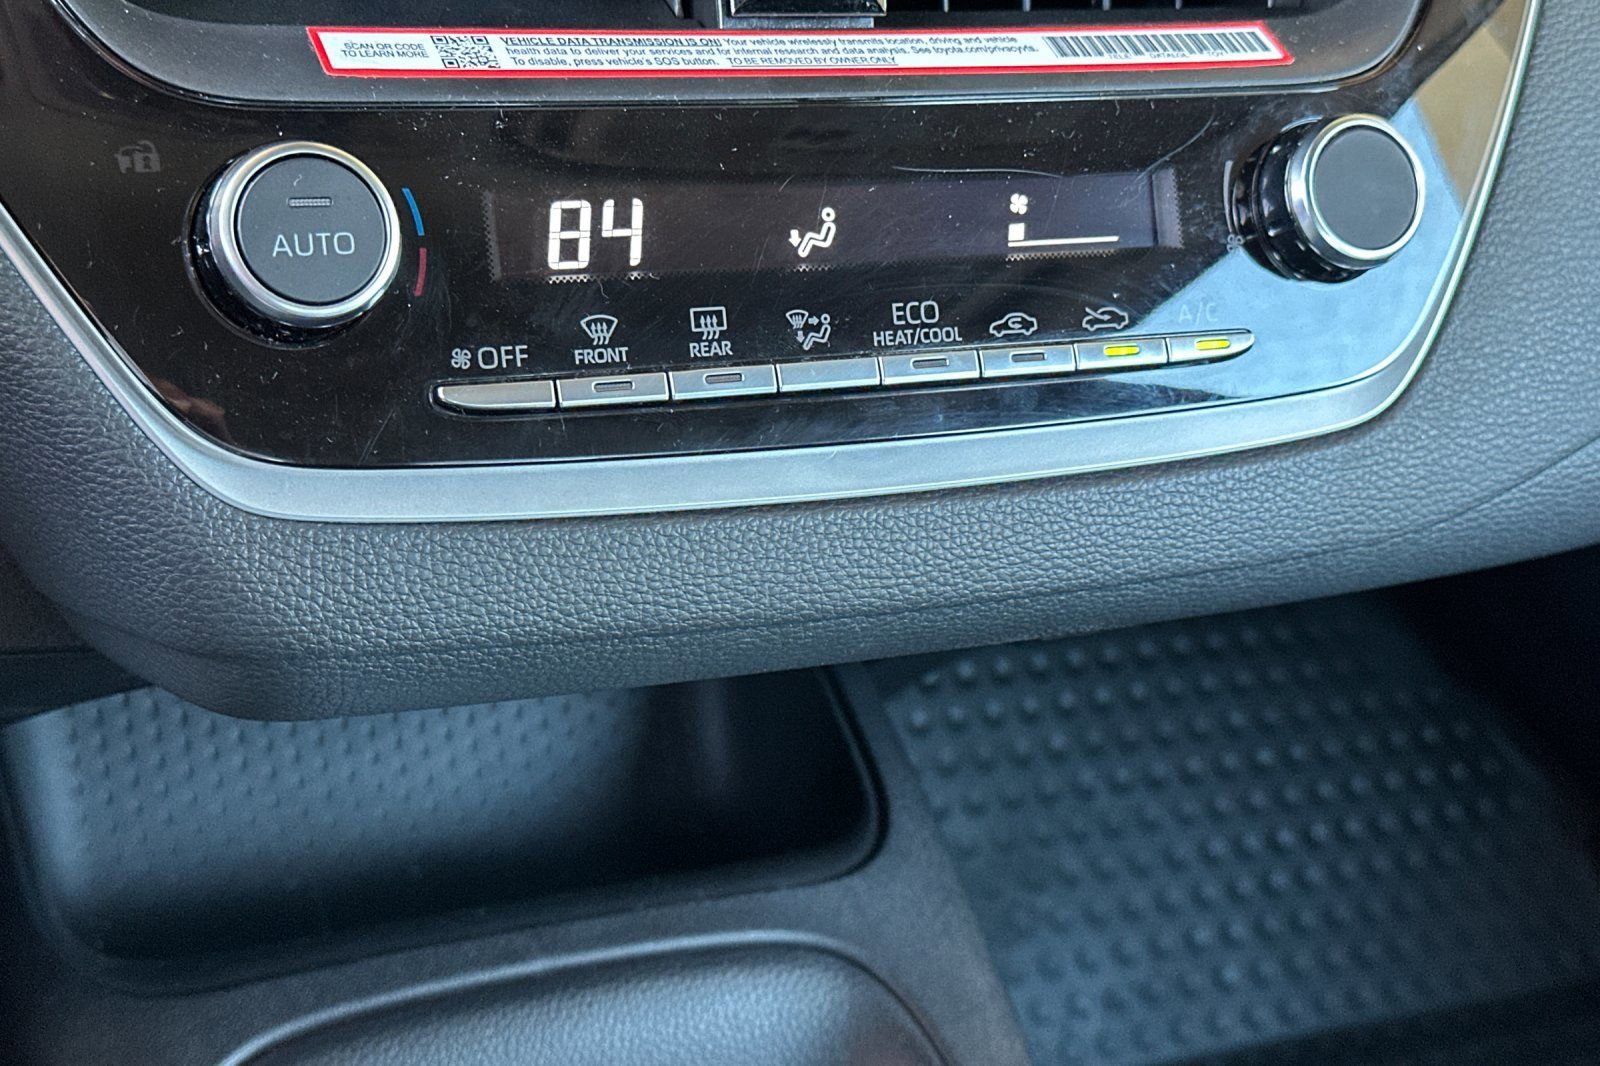 SCAN QR CODE
TO LEARN MORE
VEHICLE DATA TRANSMISSION IS ON! Your vehicle wirelessly transmits location, driving and vehicle
health data to deliver your services and for internal research and data analysis. See toyota.com/privacyvts.
To disable, press vehicle's SOS button. TO BE REMOVED BY OWNER ONLY
AUTO
84
OFF
FRONT
REAR
ECO
HEAT/COOL
A/C